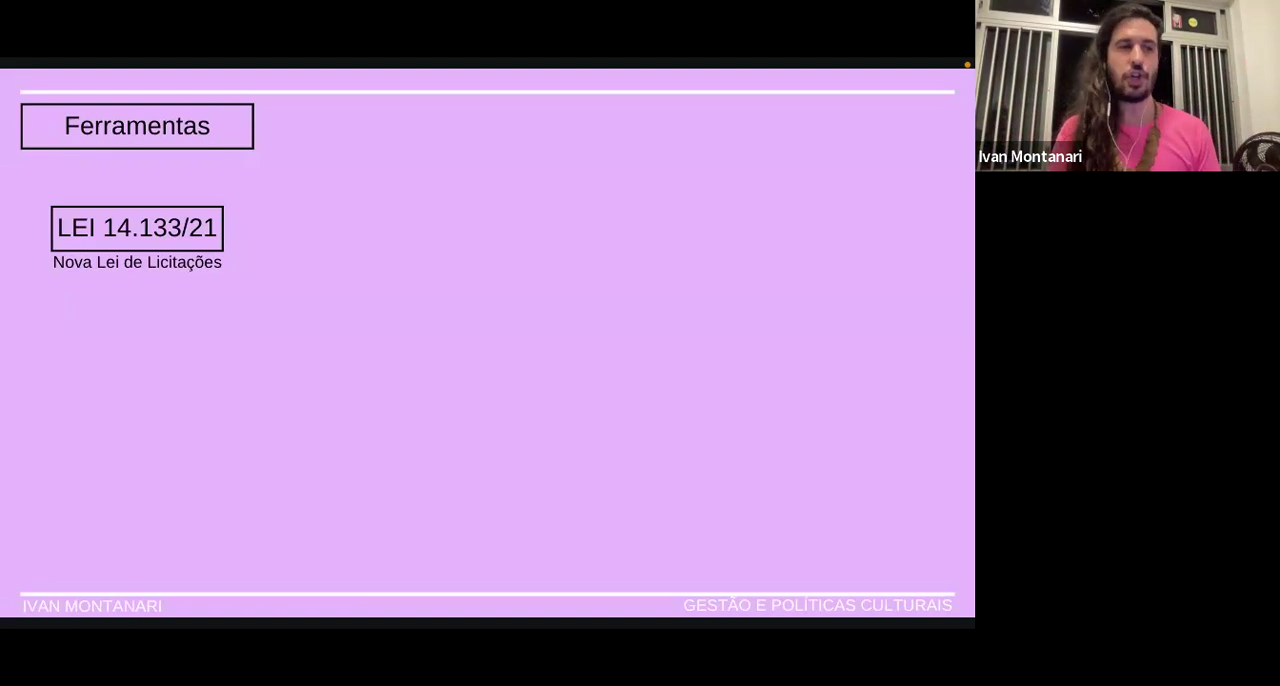 Ferramentas
LEI 14.133/21
Nova Lei de Licitações
IVAN MONTANARI
GESTÃO E POLÍTICAS CULTURAIS
Ivan Montanari